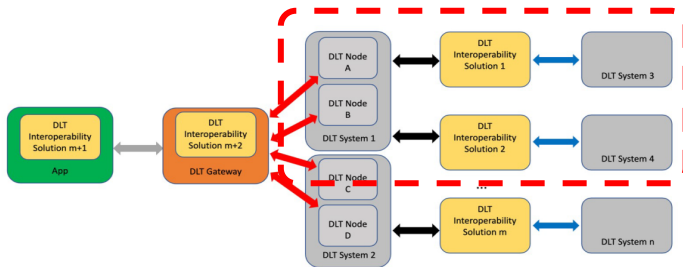 DLT
Interoperability
Solution m+1
App
DLT
Interoperability
Solution m+2
DLT Gateway
DLT Node
A
DLT Node
B
DLT System 1
DLT Node
C
DLT Node
D
DLT System 2
DLT
Interoperability
Solution 1
DLT System 3
DLT
Interoperability
Solution 2
DLT System 4
...
DLT
Interoperability
Solution m
DLT System n